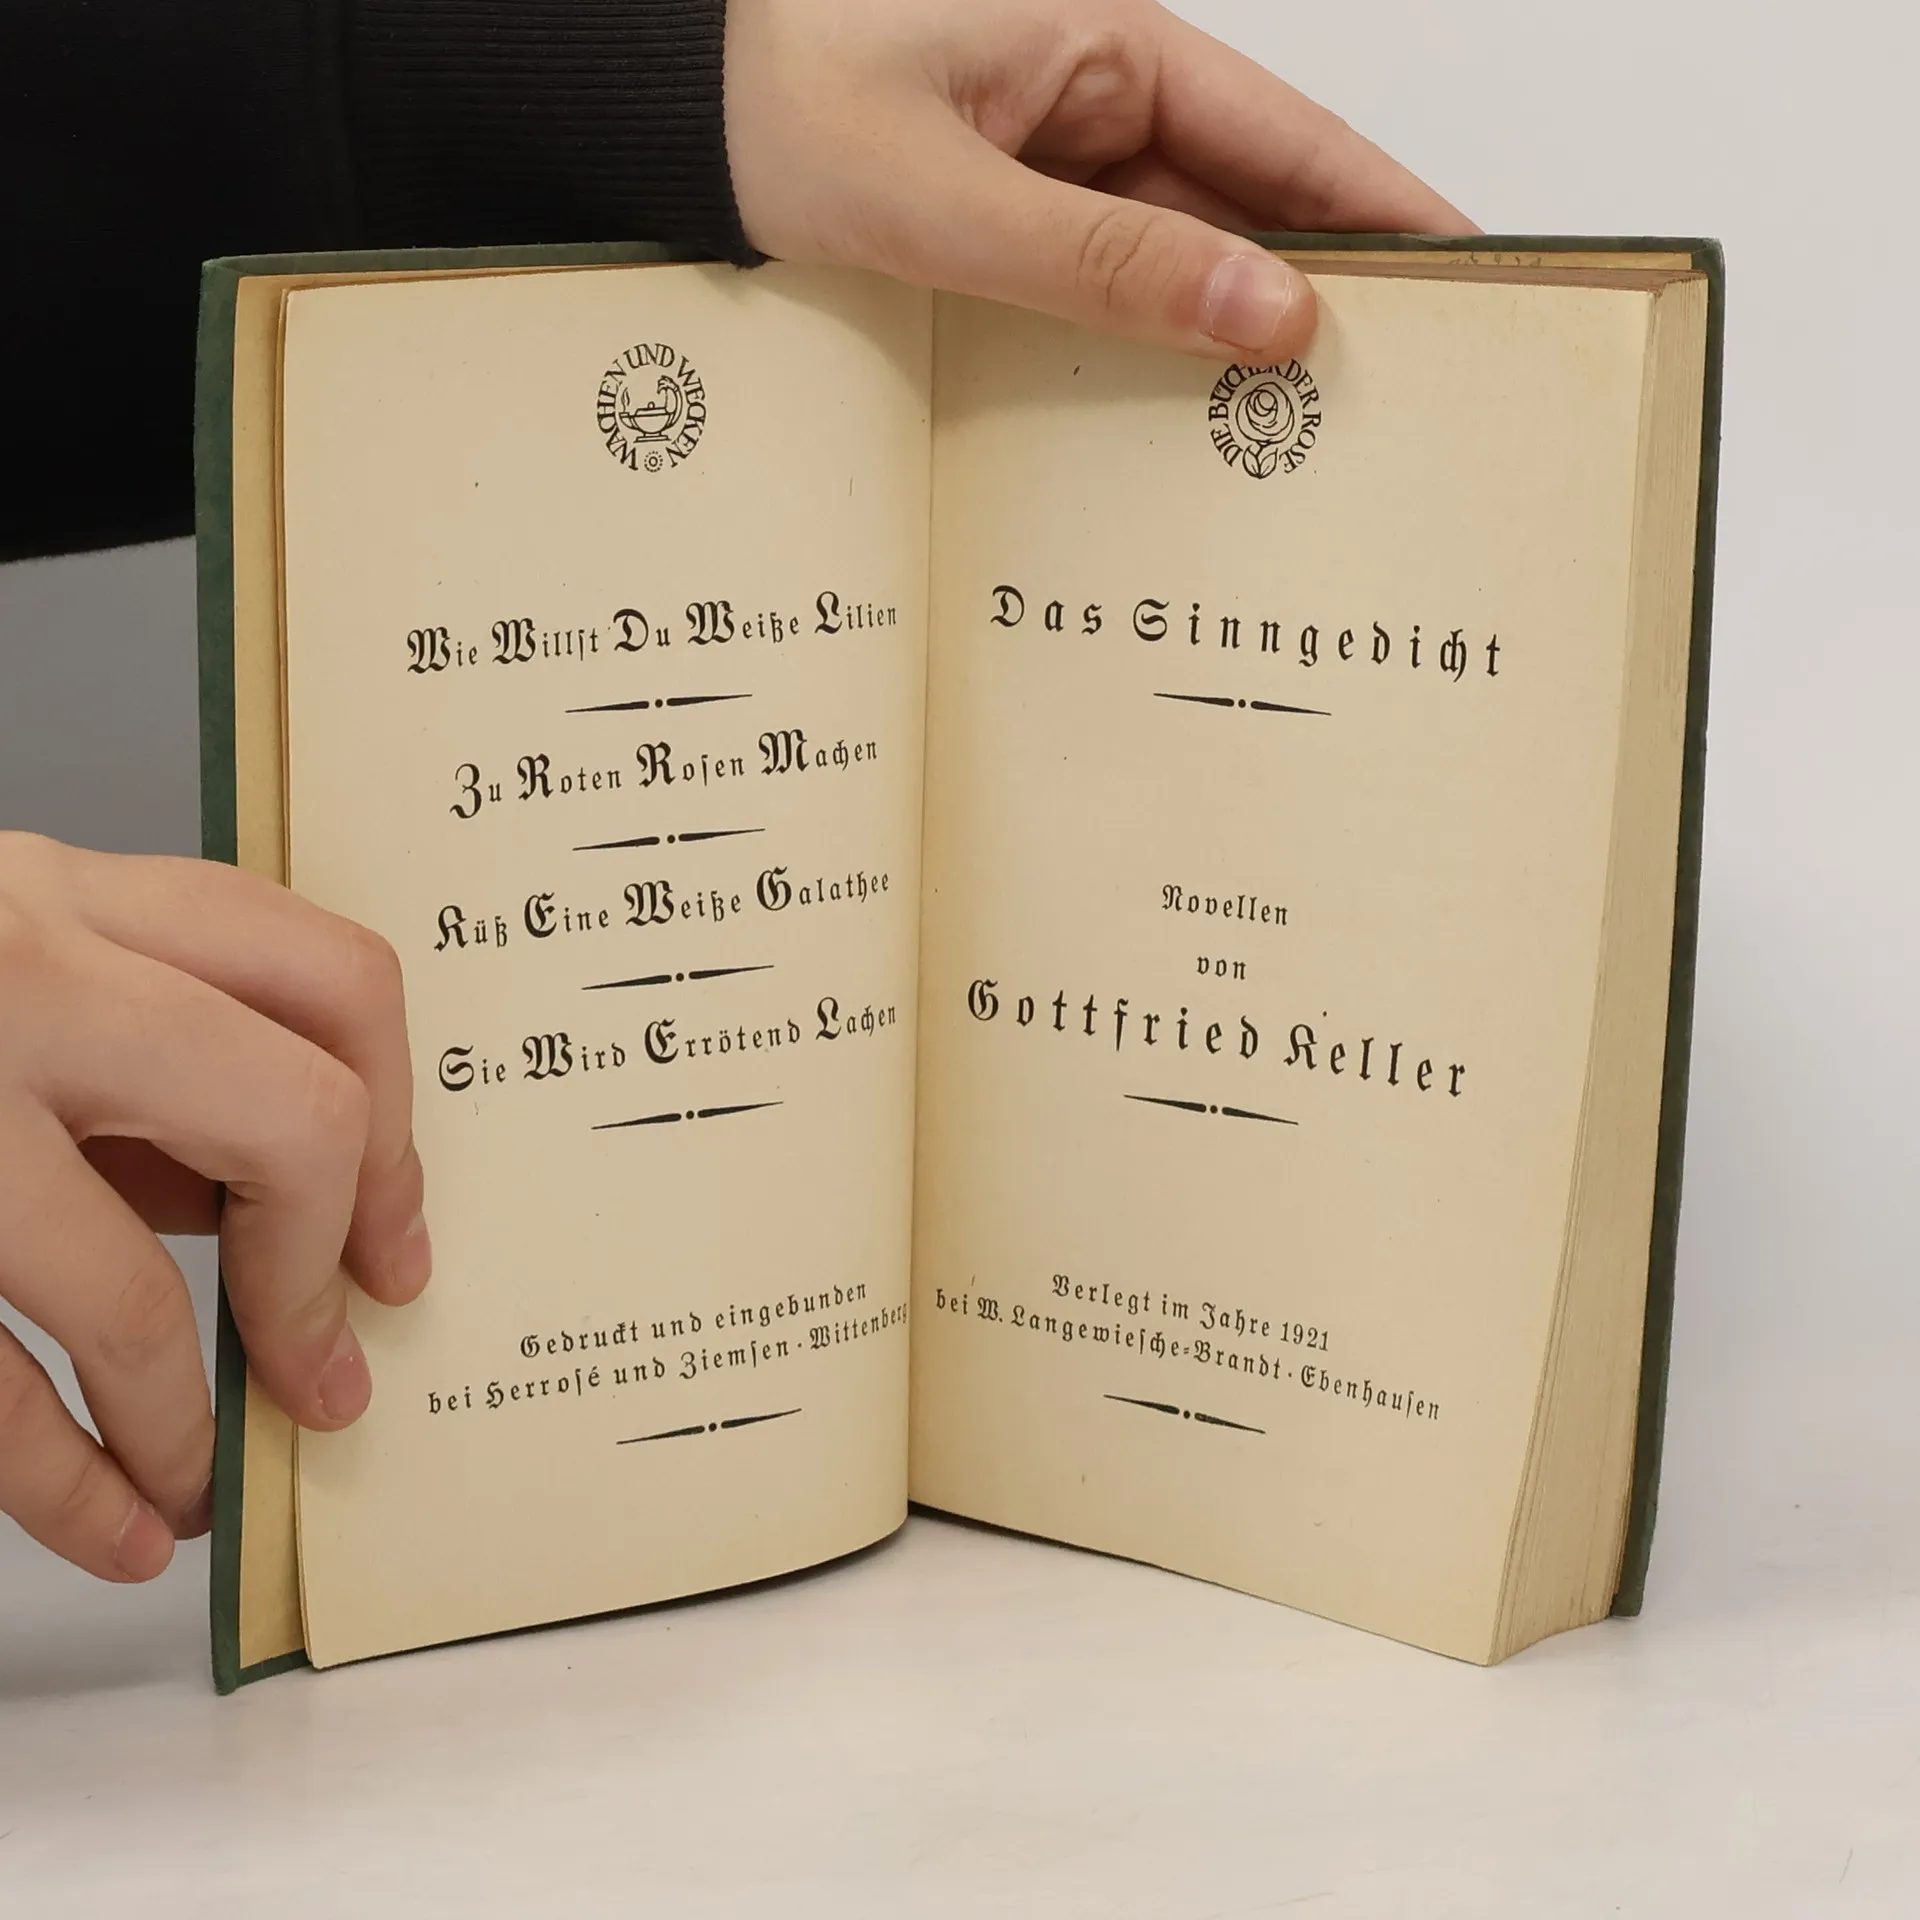 WACHEN UND WECKEN
Wie Willst Du Weiße Lilien
Zu Roten Rosen Machen
Küß Eine Weiße Galathee
Sie Wird Errötend Lachen
Gedruckt und eingebunden
bei Herrosé und Ziemsen · Wittenberg
DIE BÜCHER DER ROSE
Das Sinngedicht
Novellen
von
Gottfried Keller
Verlegt im Jahre 1921
bei W. Langewiesche-Brandt · Ebenhausen